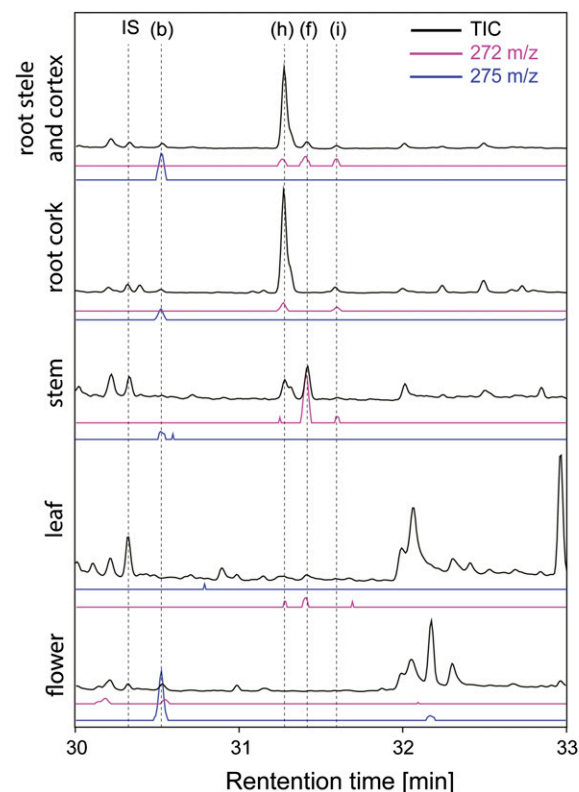 IS (b) (h) (f) (i)
TIC
272 m/z
275 m/z
root stele
and cortex
root cork
stem
leaf
flower
30 31 32 33
Rentention time [min]